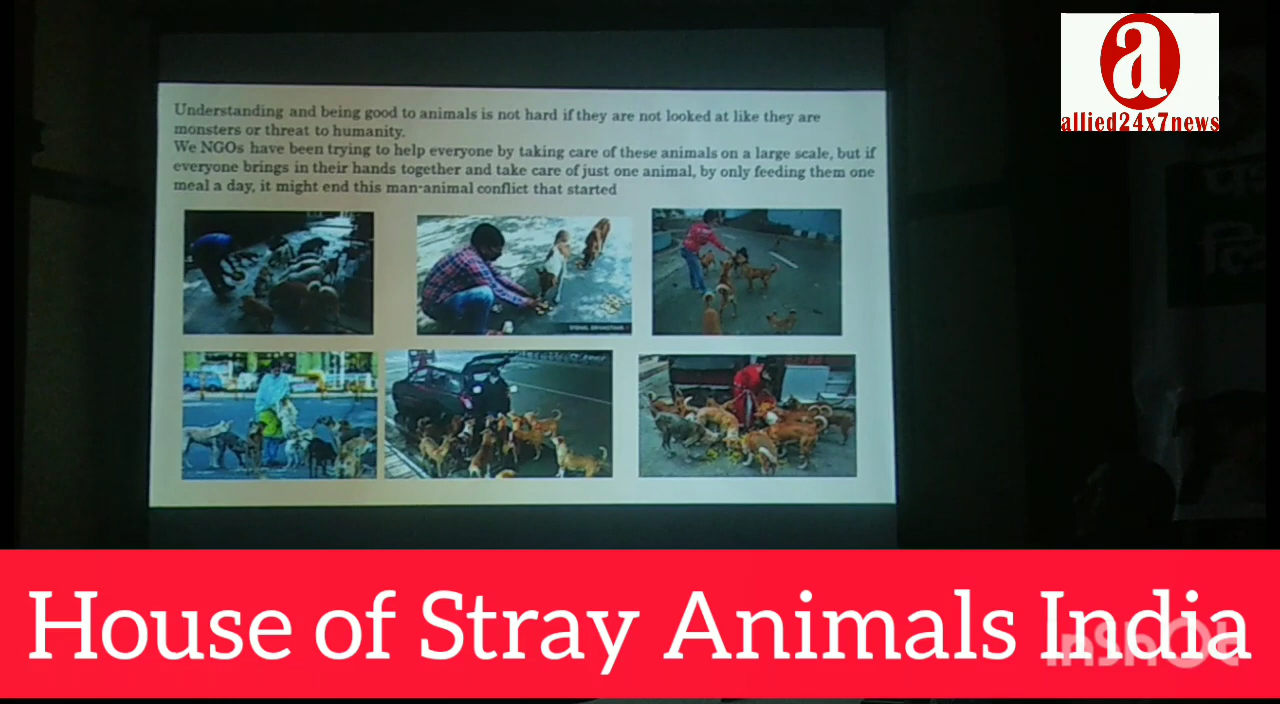 a
allied24x7news
Understanding and being good to animals is not hard if they are not looked at like they are
monsters or threat to humanity.
We NGOs have been trying to help everyone by taking care of these animals on a large scale, but if
everyone brings in their hands together and take care of just one animal, by only feeding them one
meal a day, it might end this man-animal conflict that started
House of Stray Animals India
InShOt